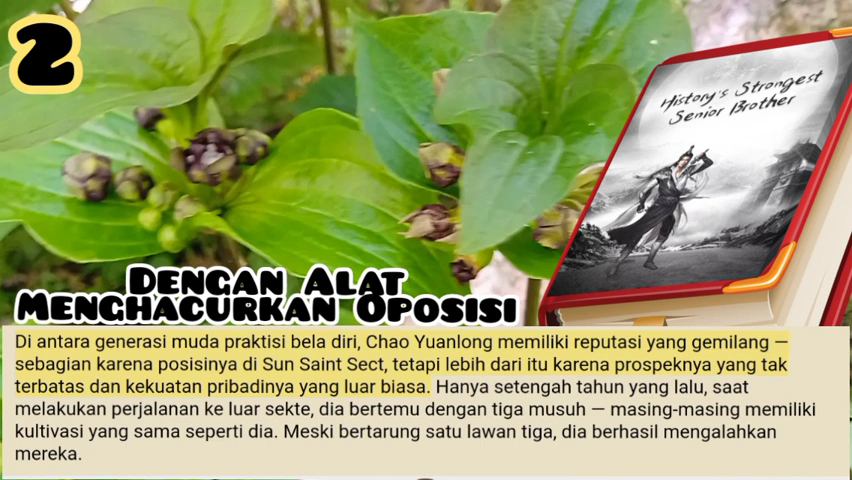 2
History's Strongest
Senior Brother
DENGAN ALAT
MENGHACURKAN OPOSISI
Di antara generasi muda praktisi bela diri, Chao Yuanlong memiliki reputasi yang gemilang —
sebagian karena posisinya di Sun Saint Sect, tetapi lebih dari itu karena prospeknya yang tak
terbatas dan kekuatan pribadinya yang luar biasa. Hanya setengah tahun yang lalu, saat
melakukan perjalanan ke luar sekte, dia bertemu dengan tiga musuh — masing-masing memiliki
kultivasi yang sama seperti dia. Meski bertarung satu lawan tiga, dia berhasil mengalahkan
mereka.